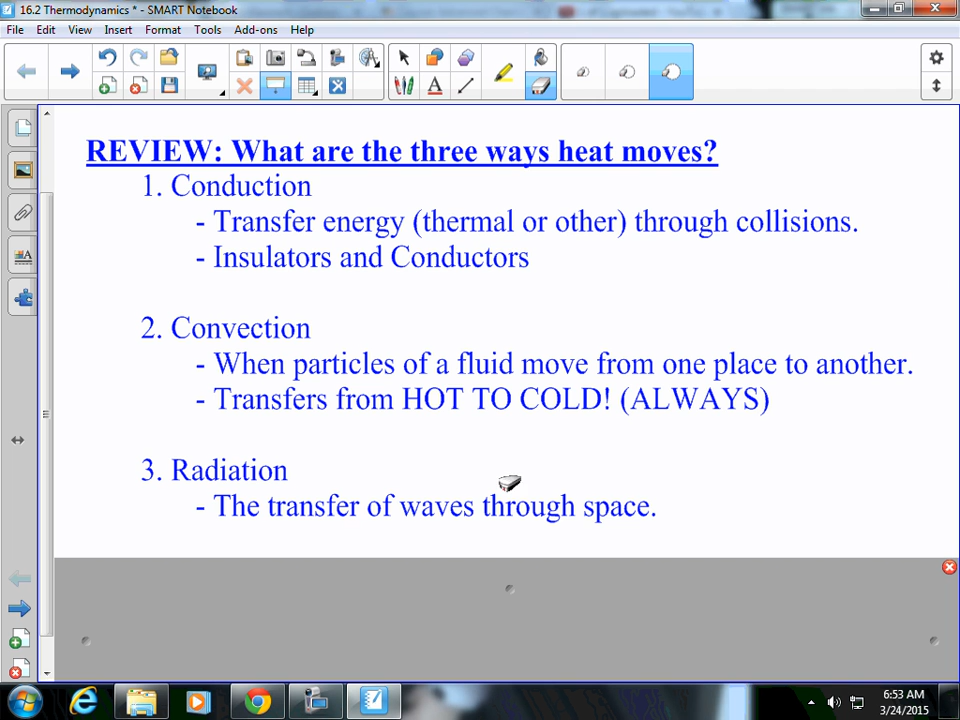 16.2 Thermodynamics * - SMART Notebook
File Edit View Insert Format Tools Add-ons Help
REVIEW: What are the three ways heat moves?
1. Conduction
- Transfer energy (thermal or other) through collisions.
- Insulators and Conductors
2. Convection
- When particles of a fluid move from one place to another.
- Transfers from HOT TO COLD! (ALWAYS)
3. Radiation
- The transfer of waves through space.
6:53 AM
3/24/2015